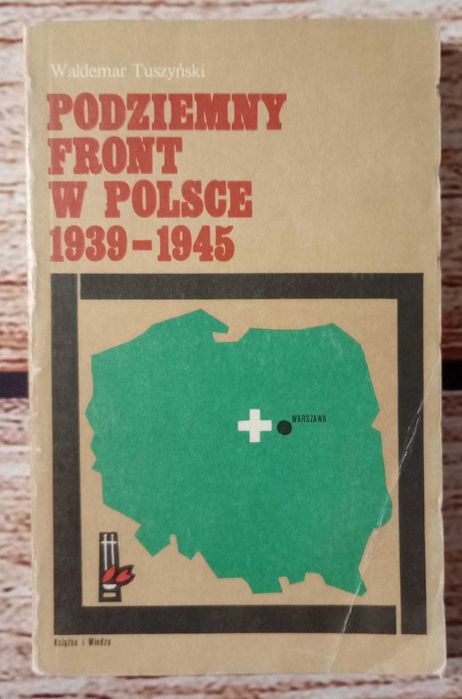 Waldemar Tuszyński
PODZIEMNY
FRONT
W POLSCE
1939-1945
WARSZAWA
Książka i Wiedza